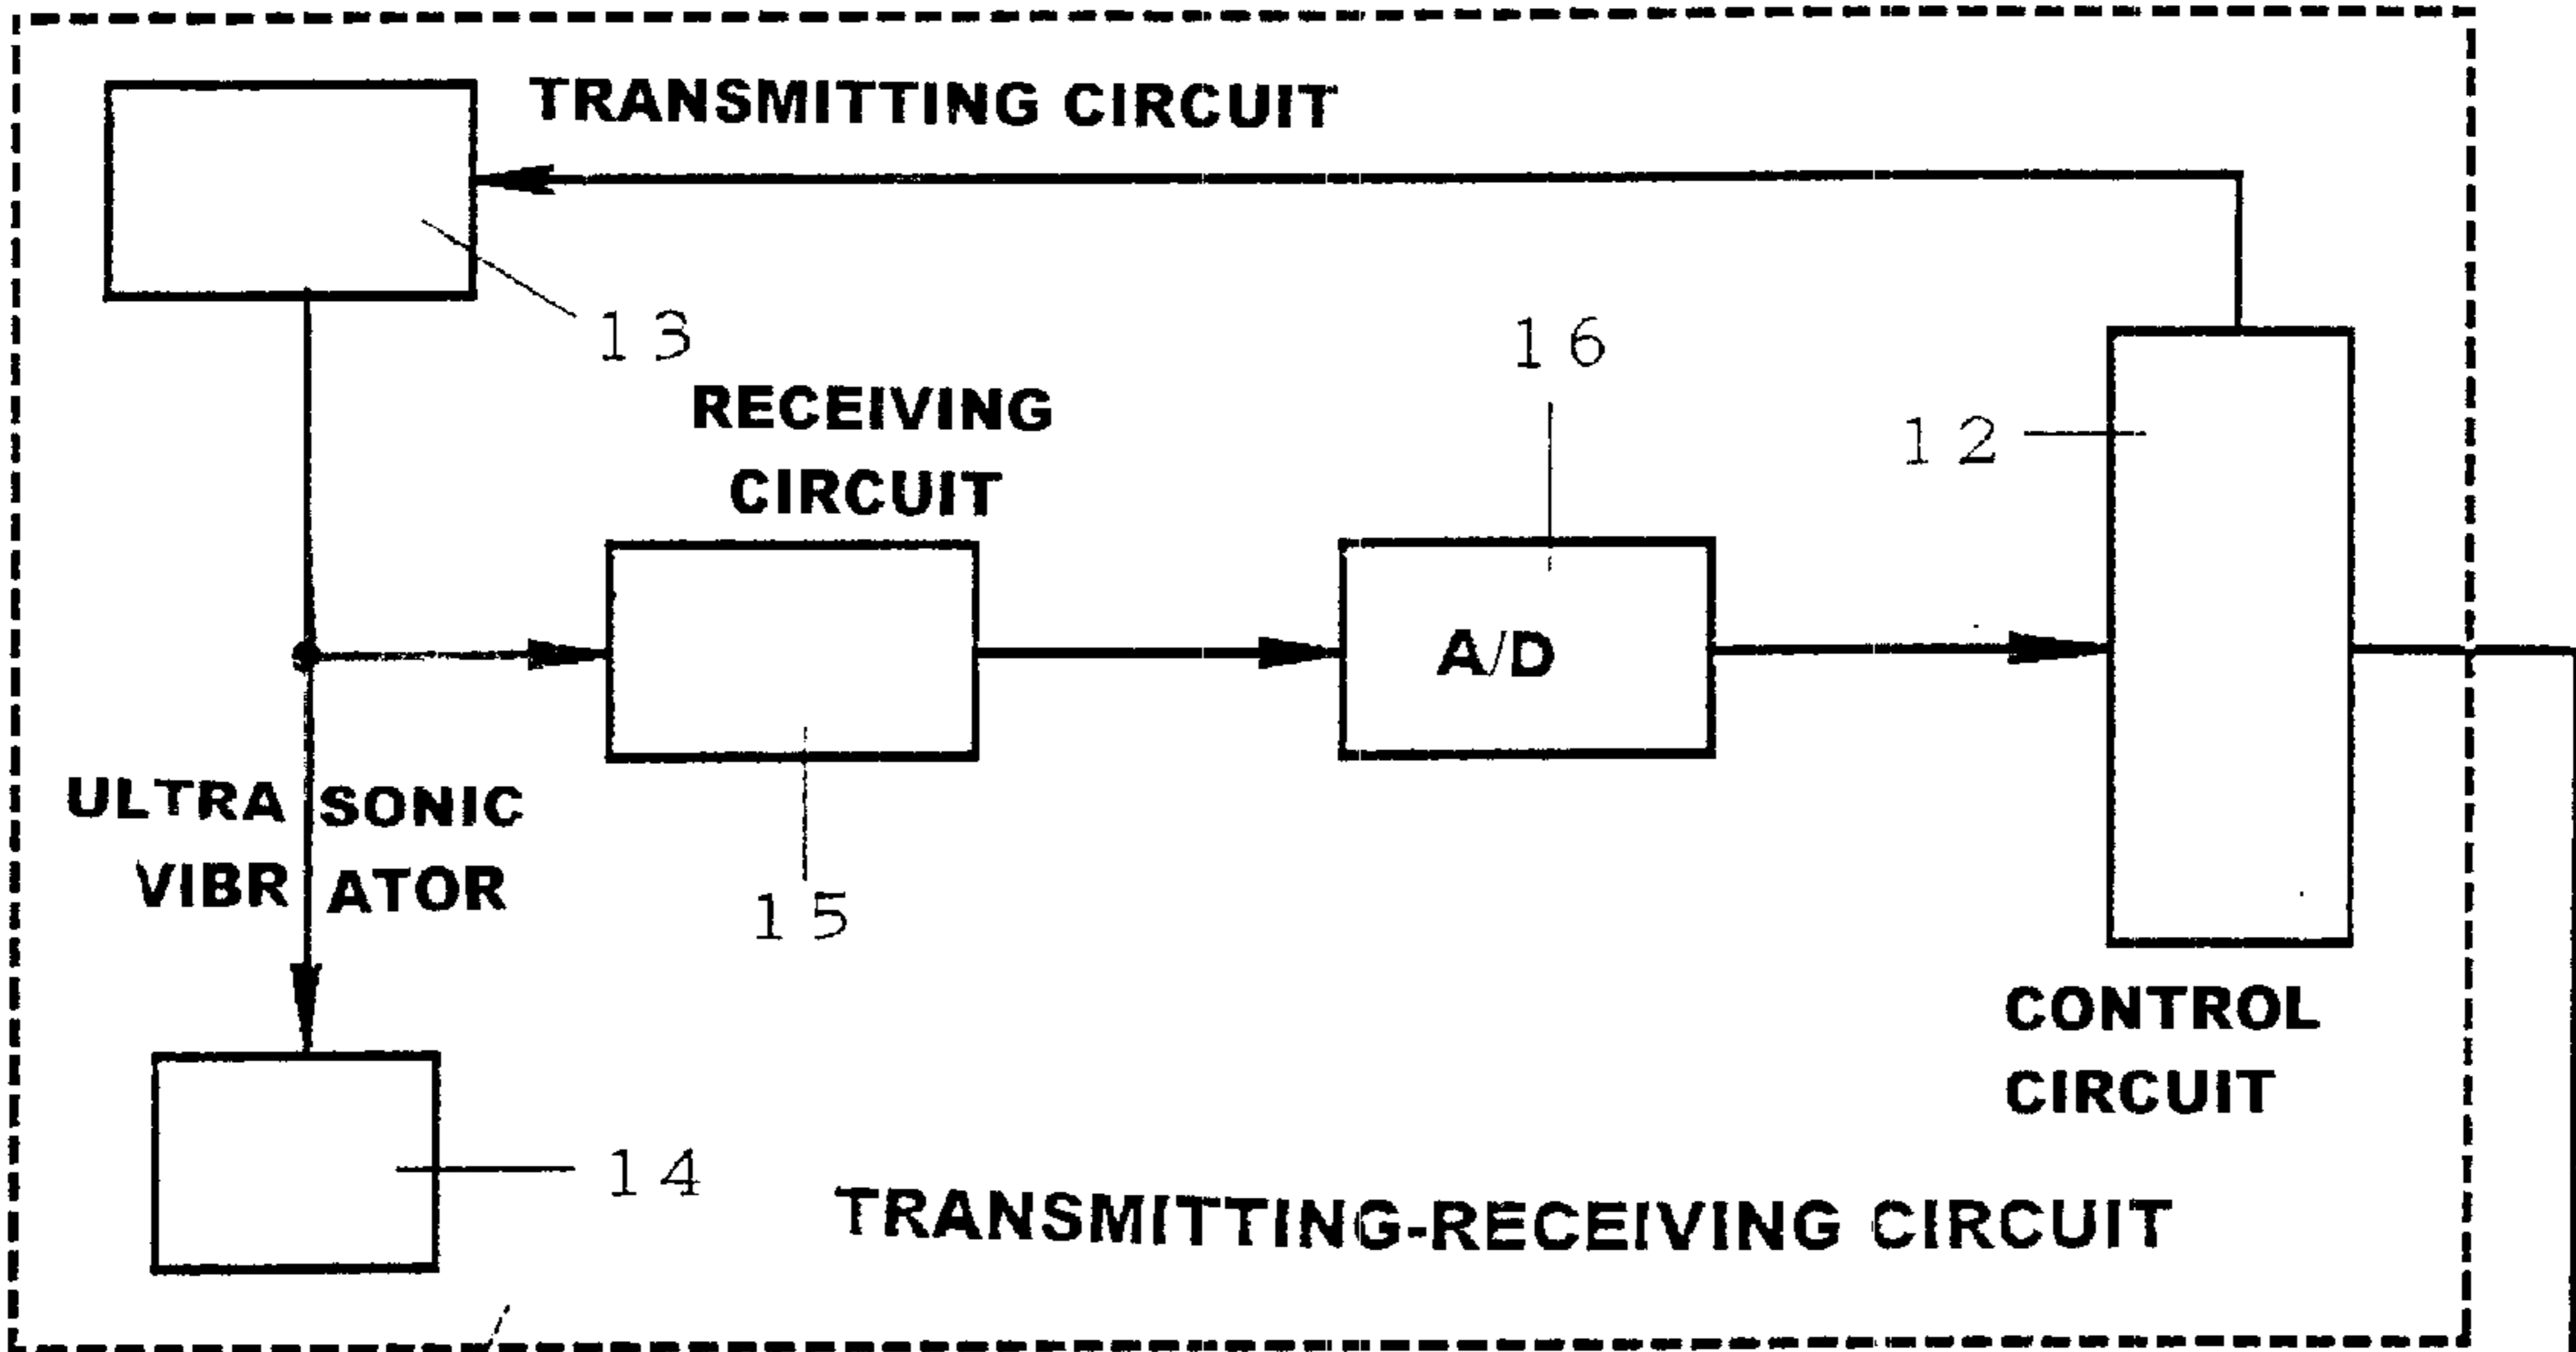 TRANSMITTING CIRCUIT
13
RECEIVING
CIRCUIT
16
12
A/D
ULTRA SONIC
VIBR ATOR
15
CONTROL
CIRCUIT
14
TRANSMITTING-RECEIVING CIRCUIT